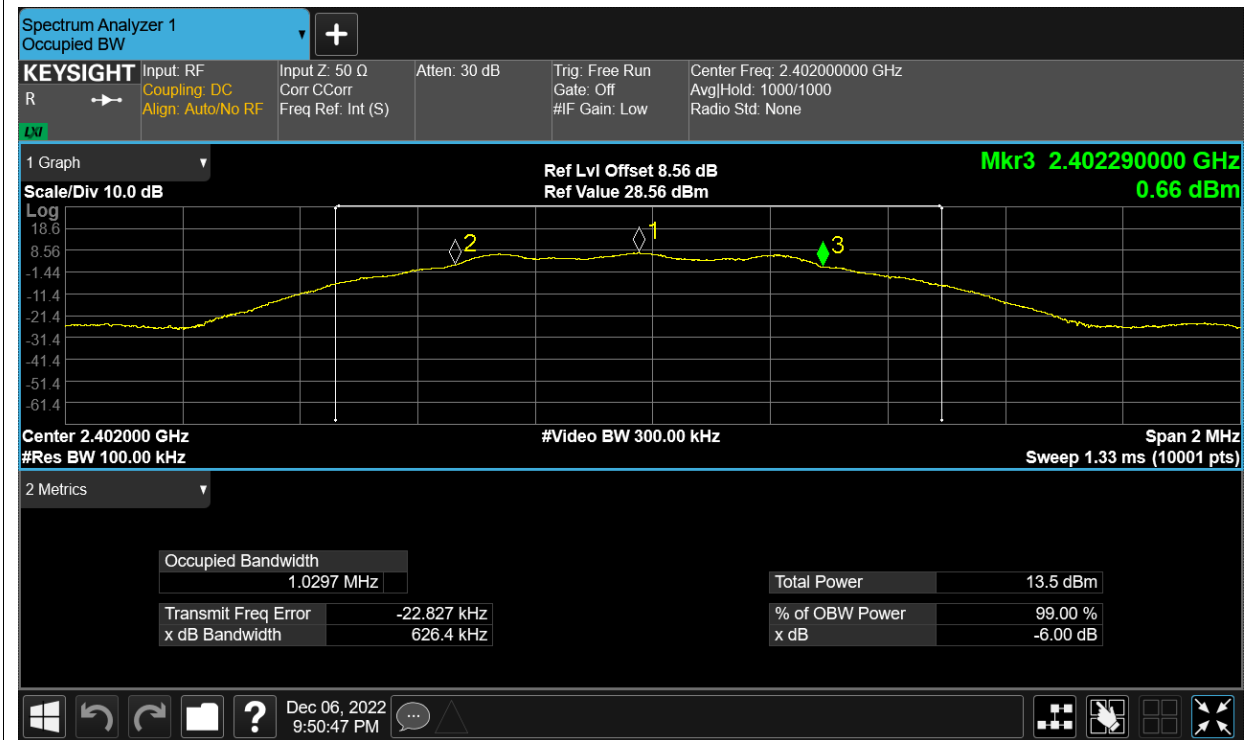 Spectrum Analyzer 1
Occupied BW
KEYSIGHT Input: RF Input Z: 50 Ω Atten: 30 dB Trig: Free Run Center Freq: 2.402000000 GHz
R Coupling: DC Corr CCorr Gate: Off Avg|Hold: 1000/1000
Align: Auto/No RF Freq Ref: Int (S) #IF Gain: Low Radio Std: None
LXI
1 Graph Ref Lvl Offset 8.56 dB Mkr3 2.402290000 GHz
Scale/Div 10.0 dB Ref Value 28.56 dBm 0.66 dBm
Log
18.6
8.56
-1.44
-11.4
-21.4
-31.4
-41.4
-51.4
-61.4
2 1 3
Center 2.402000 GHz #Video BW 300.00 kHz Span 2 MHz
#Res BW 100.00 kHz Sweep 1.33 ms (10001 pts)
2 Metrics
Occupied Bandwidth
1.0297 MHz Total Power 13.5 dBm
Transmit Freq Error -22.827 kHz % of OBW Power 99.00 %
x dB Bandwidth 626.4 kHz x dB -6.00 dB
? Dec 06, 2022
9:50:47 PM